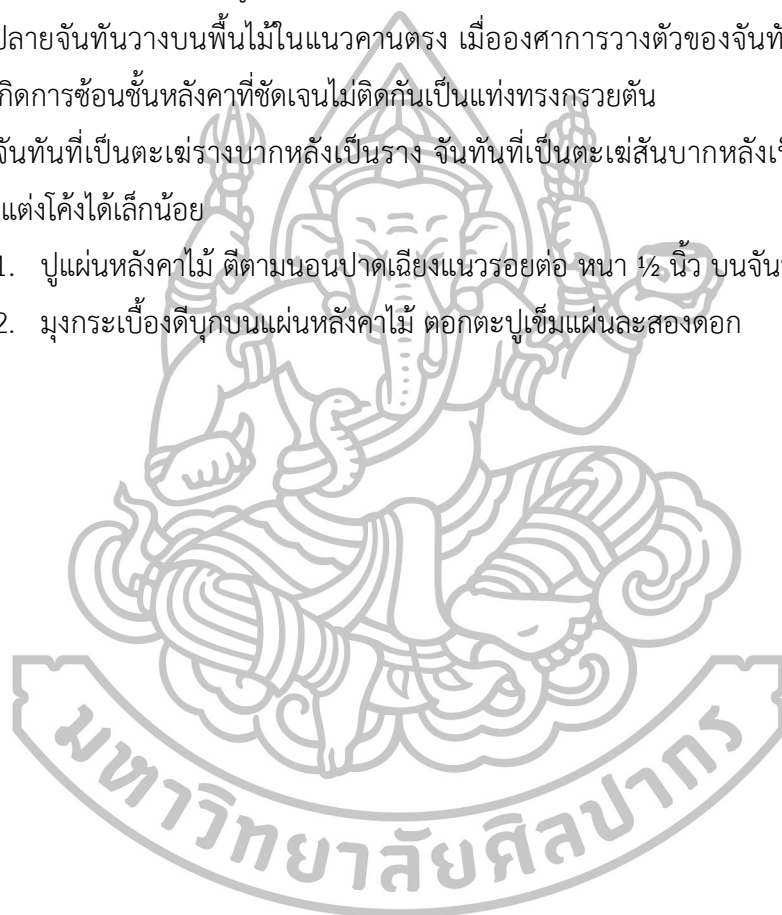 ปลายจันทันวางบนพื้นไม้ในแนวคานตรง เมื่อองศาการวางตัวของจันทั
กิดการซ้อนชั้นหลังคาที่ชัดเจนไม่ติดกันเป็นแท่งทรงกรวยตัน
จันทันที่เป็นตะเฆ่รางบากหลังเป็นราง จันทันที่เป็นตะเฆ่สันบากหลังเ
แต่งโค้งได้เล็กน้อย
1. ปูแผ่นหลังคาไม้ ตีตามนอนปาดเฉียงแนวรอยต่อ หนา ½ นิ้ว บนจัน
2. มุงกระเบื้องดีบุกบนแผ่นหลังคาไม้ ตอกตะปูเข็มแผ่นละสองดอก
มหาวิทยาลัยศิลปากร